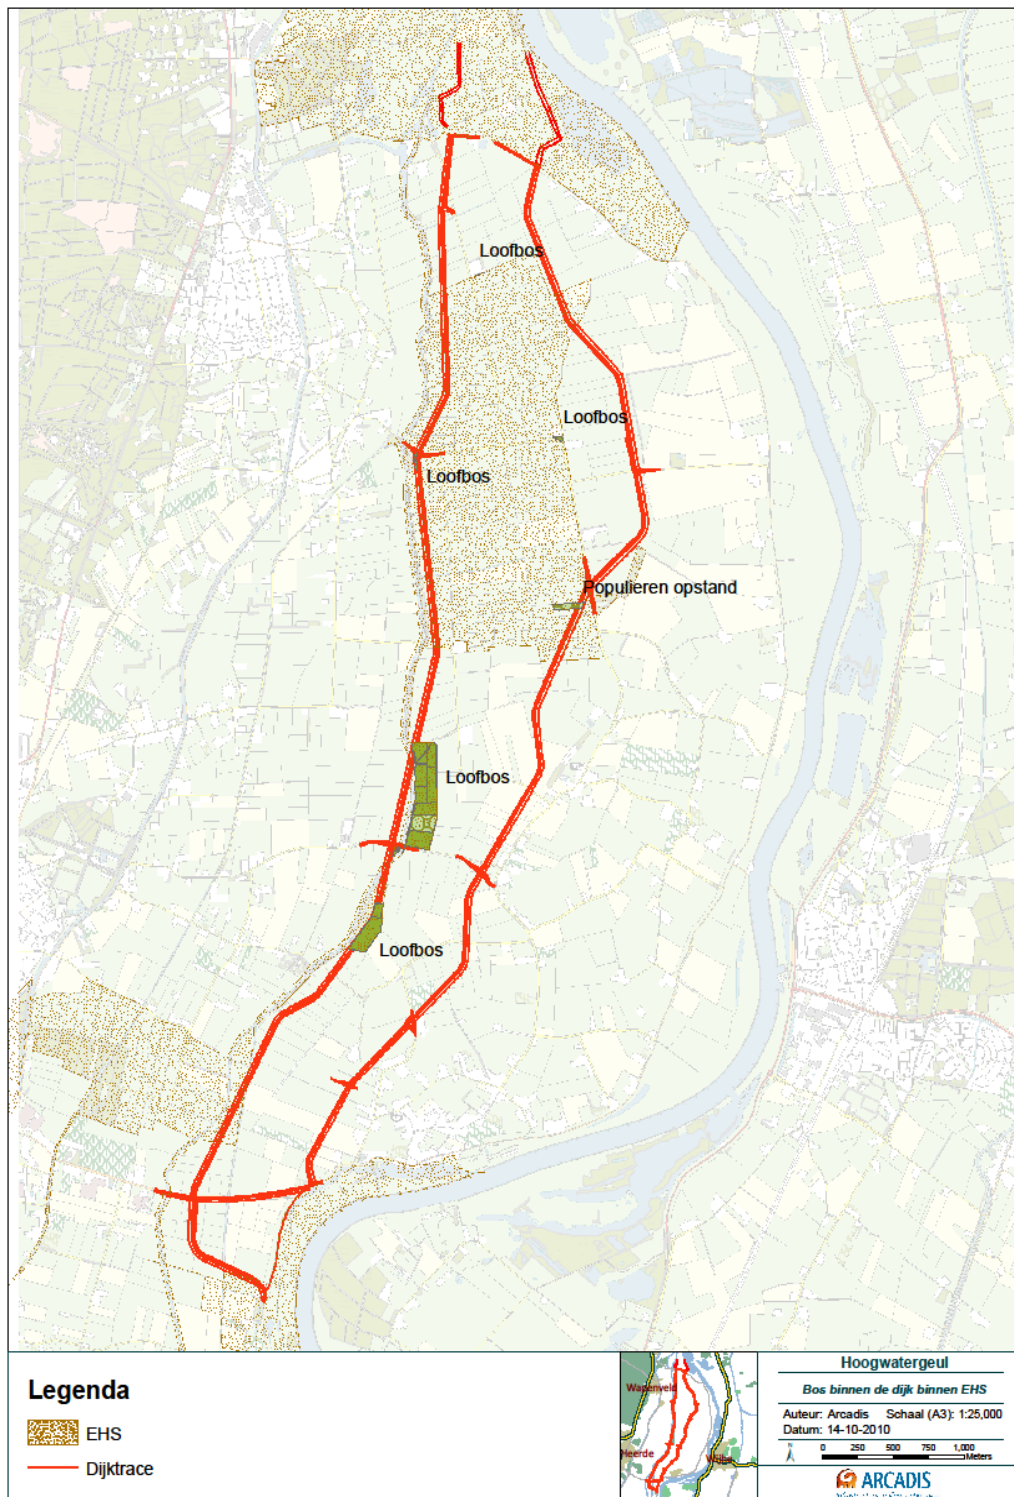 Loofbos
Loofbos
Loofbos
Populieren opstand
Loofbos
Loofbos
Legenda
EHS
Dijktrace
Wapenveld
Heerde
Wijhe
Hoogwatergeul
Bos binnen de dijk binnen EHS
Auteur: Arcadis Schaal (A3): 1:25,000
Datum: 14-10-2010
N
0 250 500 750 1,000
Meters
ARCADIS